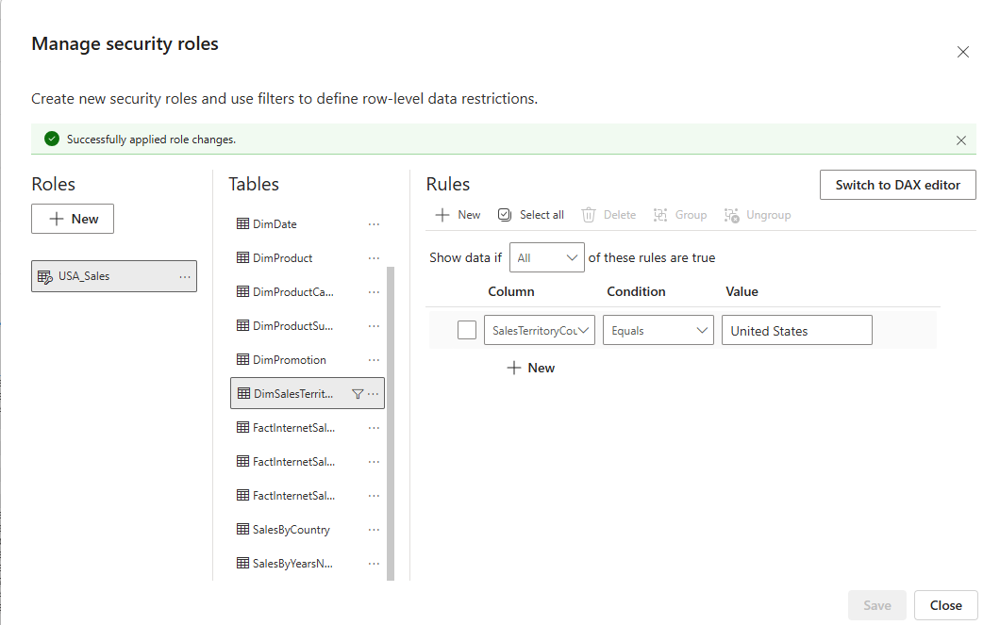 Manage security roles
Create new security roles and use filters to define row-level data restrictions.
Successfully applied role changes.
Roles
New
USA_Sales
Tables
DimDate
DimProduct
DimProductCa...
DimProductSu...
DimPromotion
DimSalesTerrit...
FactInternetSal...
FactInternetSal...
FactInternetSal...
SalesByCountry
SalesByYearsN...
Rules
Switch to DAX editor
New Select all Delete Group Ungroup
Show data if All of these rules are true
Column Condition Value
SalesTerritoryCou Equals United States
New
Save Close